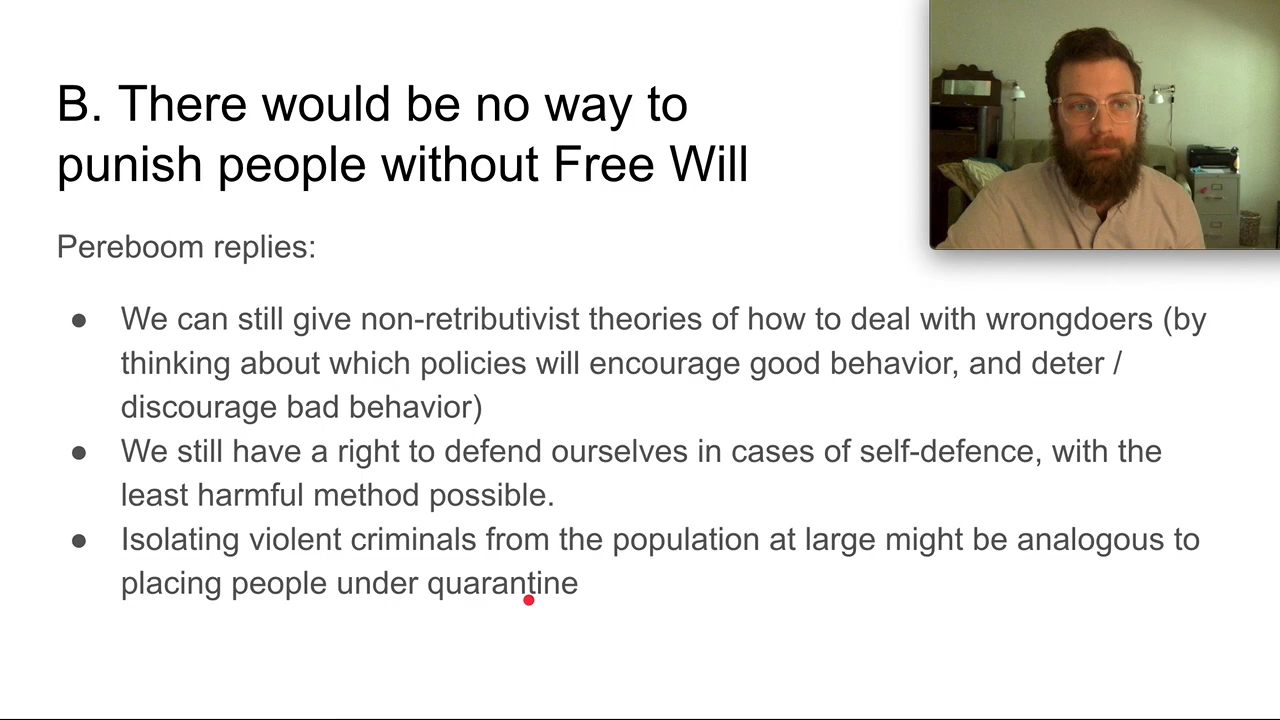 B. There would be no way to
punish people without Free Will
Pereboom replies:
● We can still give non-retributivist theories of how to deal with wrongdoers (by
thinking about which policies will encourage good behavior, and deter /
discourage bad behavior)
● We still have a right to defend ourselves in cases of self-defence, with the
least harmful method possible.
● Isolating violent criminals from the population at large might be analogous to
placing people under quarantine